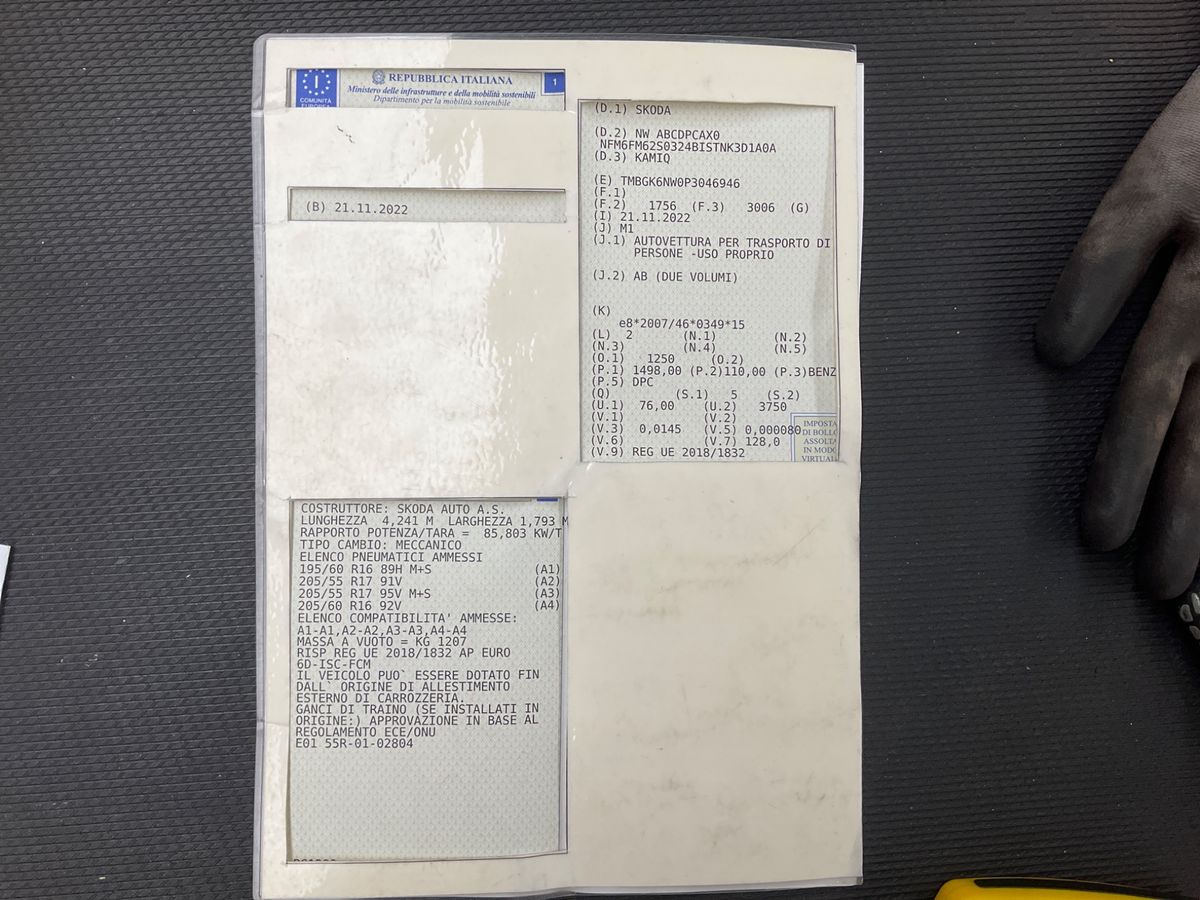 REPUBBLICA ITALIANA
Ministero delle infrastrutture e della mobilità sostenibili
Dipartimento per la mobilità sostenibile
I
COMUNITÀ
EUROPEA
1
(B) 21.11.2022
(D.1) SKODA
(D.2) NW ABCDPCAX0
NFM6FM62S0324BISTNK3D1A0A
(D.3) KAMIQ
(E) TMBGK6NW0P3046946
(F.1)
(F.2) 1756 (F.3) 3006 (G)
(I) 21.11.2022
(J) M1
(J.1) AUTOVETTURA PER TRASPORTO DI
PERSONE -USO PROPRIO
(J.2) AB (DUE VOLUMI)
(K)
e8*2007/46*0349*15
(L) 2 (N.1) (N.2)
(N.3) (N.4) (N.5)
(O.1) 1250 (O.2)
(P.1) 1498,00 (P.2)110,00 (P.3)BENZ
(P.5) DPC
(Q) (S.1) 5 (S.2)
(U.1) 76,00 (U.2) 3750
(V.1) (V.2)
(V.3) 0,0145 (V.5) 0,000080
(V.6) (V.7) 128,0
(V.9) REG UE 2018/1832
IMPOSTA
DI BOLLO
ASSOLTA
IN MODO
VIRTUAL
COSTRUTTORE: SKODA AUTO A.S.
LUNGHEZZA 4,241 M LARGHEZZA 1,793 M
RAPPORTO POTENZA/TARA = 85,803 KW/T
TIPO CAMBIO: MECCANICO
ELENCO PNEUMATICI AMMESSI
195/60 R16 89H M+S (A1)
205/55 R17 91V (A2)
205/55 R17 95V M+S (A3)
205/60 R16 92V (A4)
ELENCO COMPATIBILITA' AMMESSE:
A1-A1,A2-A2,A3-A3,A4-A4
MASSA A VUOTO = KG 1207
RISP REG UE 2018/1832 AP EURO
6D-ISC-FCM
IL VEICOLO PUO` ESSERE DOTATO FIN
DALL` ORIGINE DI ALLESTIMENTO
ESTERNO DI CARROZZERIA.
GANCI DI TRAINO (SE INSTALLATI IN
ORIGINE:) APPROVAZIONE IN BASE AL
REGOLAMENTO ECE/ONU
E01 55R-01-02804